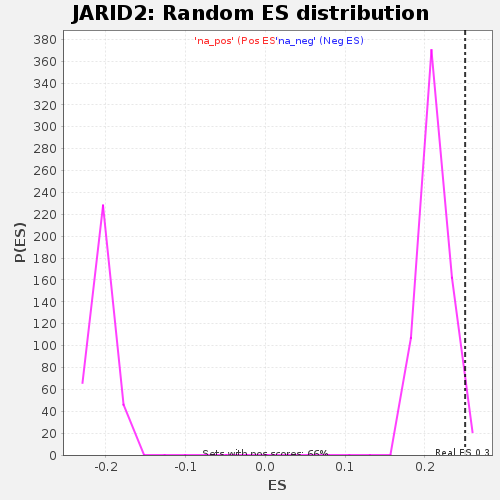 JARID2: Random ES distribution
'na_pos' (Pos ES'na_neg' (Neg ES)
380
360
340
320
300
280
260
240
220
200
180
160
140
120
100
80
60
40
20
0
P(ES)
Sets with pos scores: 66%
Real ES 0.3
-0.2 -0.1 0.0 0.1 0.2
ES